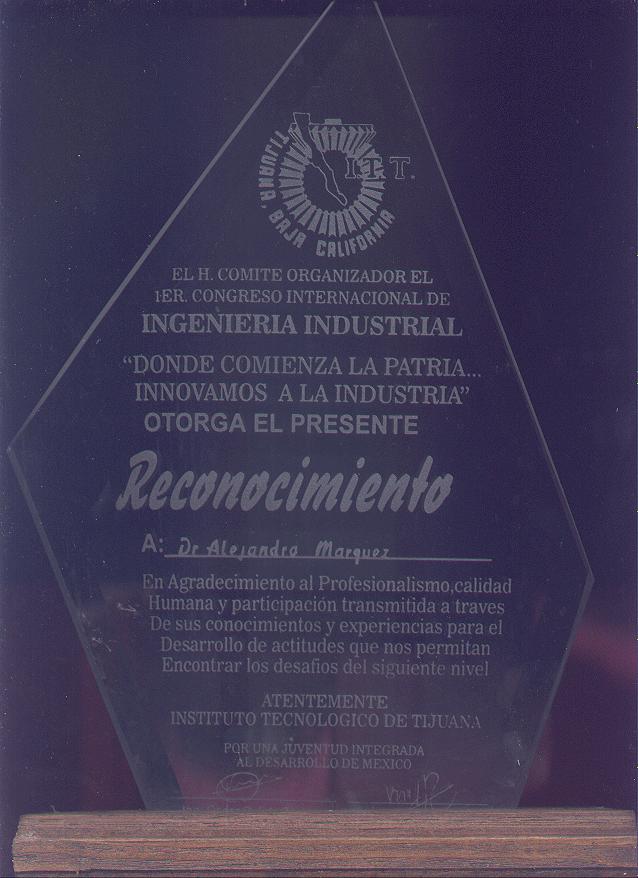 I.T.T.
TIJUANA BAJA CALIFORNIA
EL H. COMITE ORGANIZADOR EL
1ER. CONGRESO INTERNACIONAL DE
INGENIERIA INDUSTRIAL
“DONDE COMIENZA LA PATRIA...
INNOVAMOS A LA INDUSTRIA”
OTORGA EL PRESENTE
Reconocimiento
A: Dr Alejandro Marquez
En Agradecimiento al Profesionalismo,calidad
Humana y participación transmitida a traves
De sus conocimientos y experiencias para el
Desarrollo de actitudes que nos permitan
Encontrar los desafios del siguiente nivel
ATENTEMENTE
INSTITUTO TECNOLOGICO DE TIJUANA
POR UNA JUVENTUD INTEGRADA
AL DESARROLLO DE MEXICO